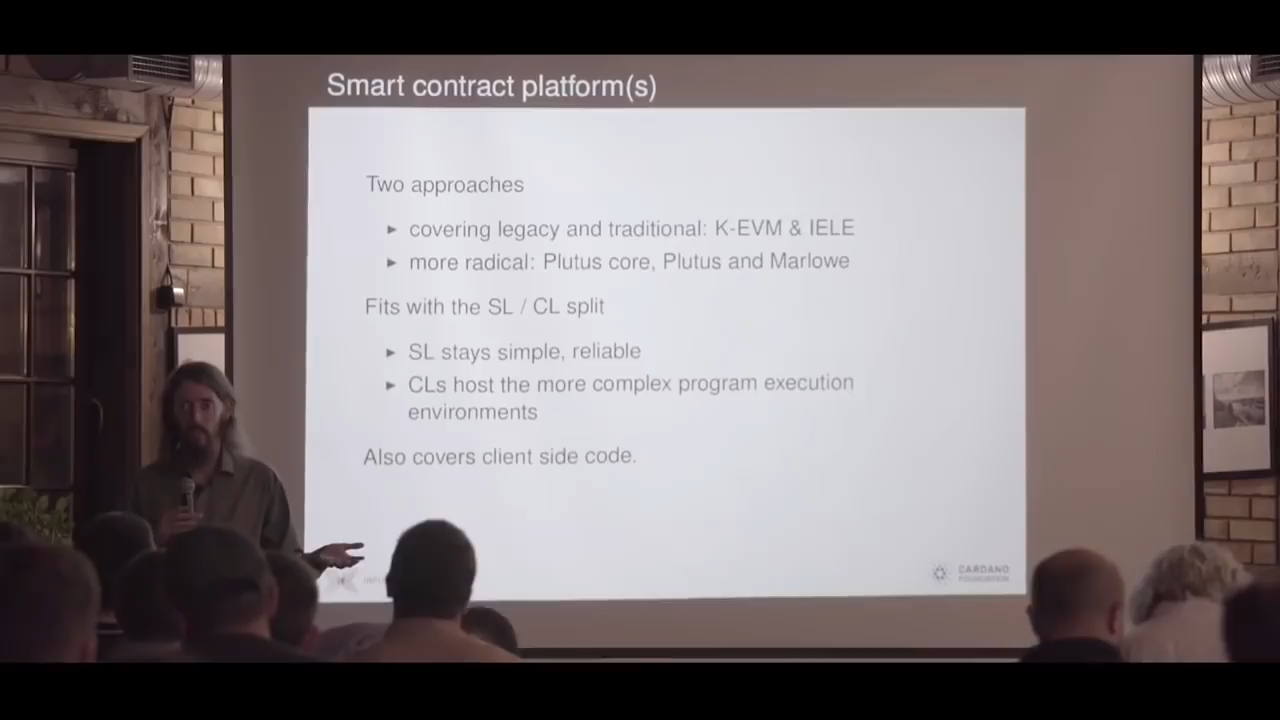 Smart contract platform(s)
Two approaches
► covering legacy and traditional: K-EVM & IELE
► more radical: Plutus core, Plutus and Marlowe
Fits with the SL / CL split
► SL stays simple, reliable
► CLs host the more complex program execution
environments
Also covers client side code.
CARDANO
FOUNDATION